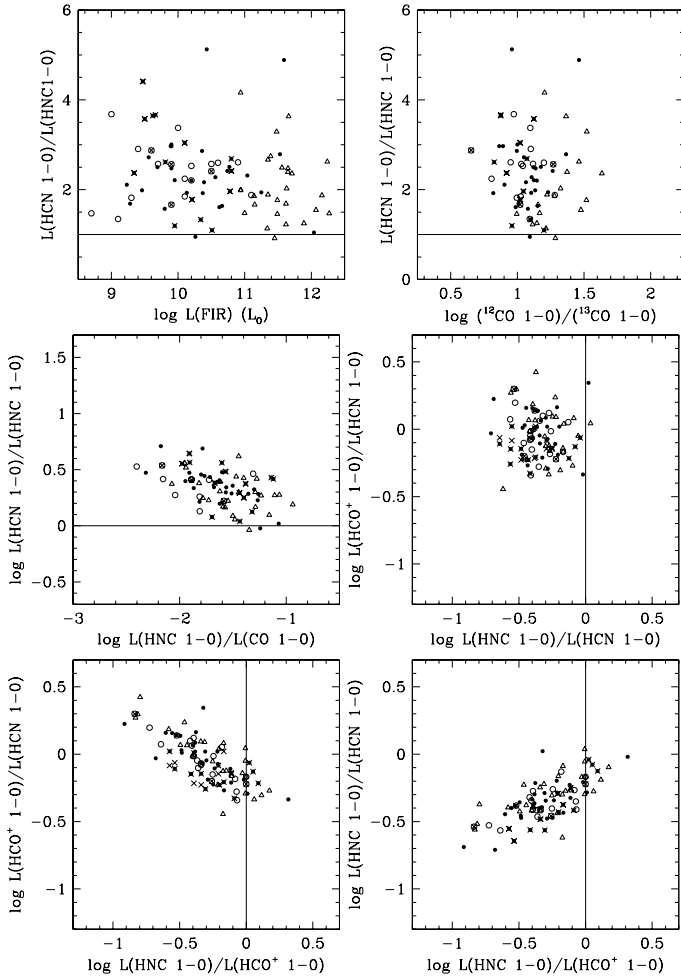 6
4
2
0
L(HCN 1−0)/L(HNC1−0)
9 10 11 12
log L(FIR) (L₀)
6
4
2
0
L(HCN 1−0)/L(HNC 1−0)
0.5 1 1.5 2
log (¹²CO 1−0)/(¹³CO 1−0)
1.5
1
0.5
0
−0.5
log L(HCN 1−0)/L(HNC 1−0)
−3 −2 −1
log L(HNC 1−0)/L(CO 1−0)
0.5
0
−0.5
−1
log L(HCO⁺ 1−0)/L(HCN 1−0)
−1 −0.5 0 0.5
log L(HNC 1−0)/L(HCN 1−0)
0.5
0
−0.5
−1
log L(HCO⁺ 1−0)/L(HCN 1−0)
−1 −0.5 0 0.5
log L(HNC 1−0)/L(HCO⁺ 1−0)
0.5
0
−0.5
−1
log L(HNC 1−0)/L(HCN 1−0)
−1 −0.5 0 0.5
log L(HNC 1−0)/L(HCO⁺ 1−0)